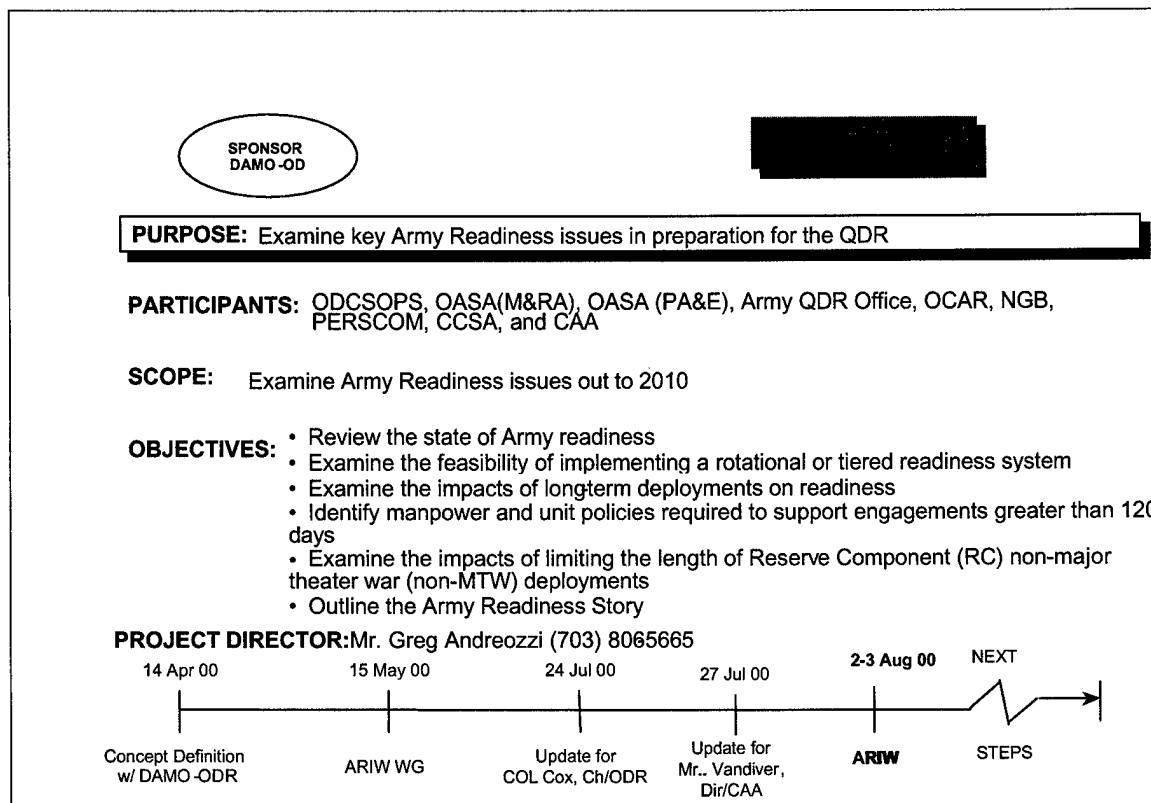 SPONSOR
DAMO -OD
PURPOSE: Examine key Army Readiness issues in preparation for the QDR
PARTICIPANTS: ODCSOPS, OASA(M&RA), OASA (PA&E), Army QDR Office, OCAR, NGB,
PERSCOM, CCSA, and CAA
SCOPE: Examine Army Readiness issues out to 2010
OBJECTIVES: • Review the state of Army readiness
• Examine the feasibility of implementing a rotational or tiered readiness system
• Examine the impacts of longterm deployments on readiness
• Identify manpower and unit policies required to support engagements greater than 120
days
• Examine the impacts of limiting the length of Reserve Component (RC) non-major
theater war (non-MTW) deployments
• Outline the Army Readiness Story
PROJECT DIRECTOR:Mr. Greg Andreozzi (703) 8065665
14 Apr 00 15 May 00 24 Jul 00 27 Jul 00 2-3 Aug 00 NEXT
Concept Definition
w/ DAMO -ODR
ARIW WG
Update for
COL Cox, Ch/ODR
Update for
Mr.. Vandiver,
Dir/CAA
ARIW
STEPS